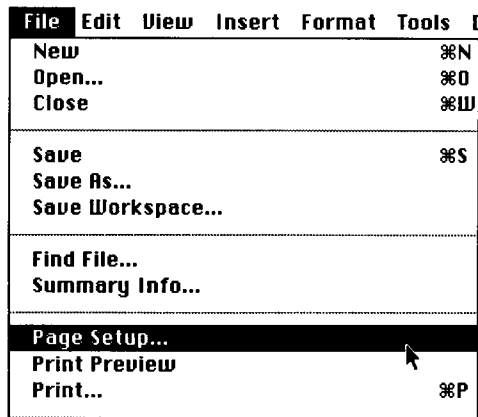 File Edit View Insert Format Tools
New ⌘N
Open... ⌘O
Close ⌘W
Save ⌘S
Save As...
Save Workspace...
Find File...
Summary Info...
Page Setup...
Print Preview
Print... ⌘P